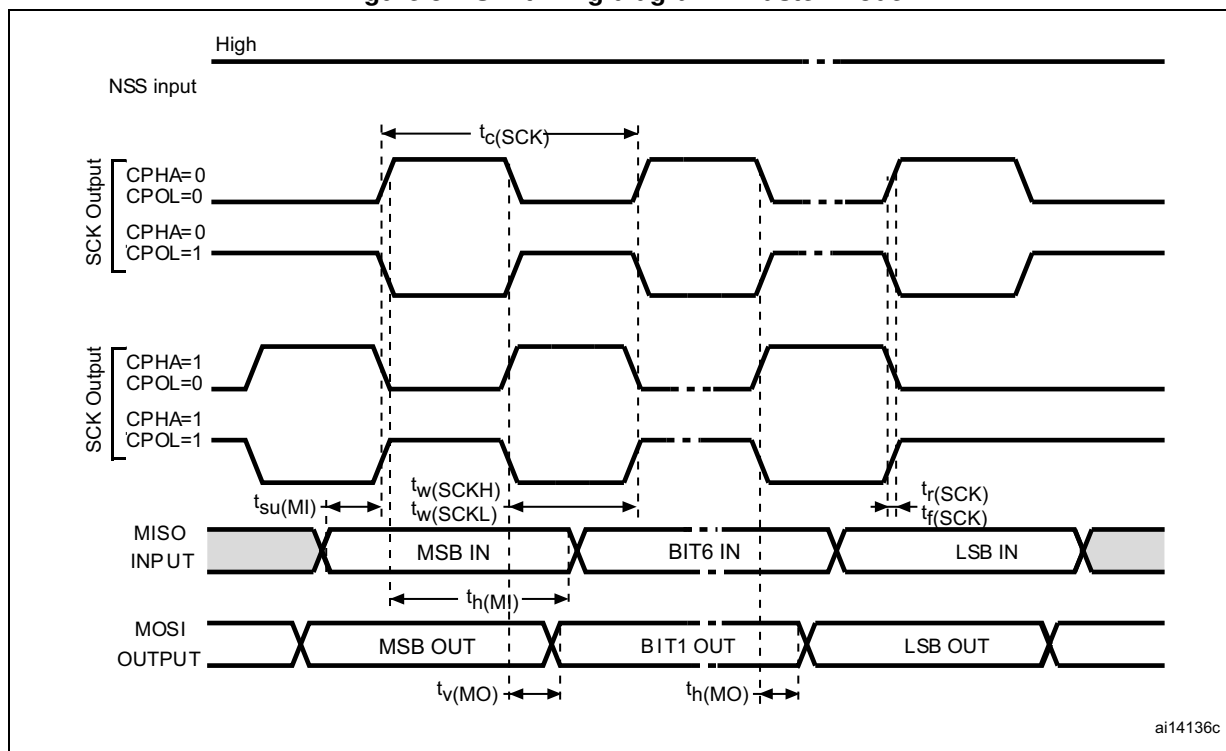 High
NSS input
tc(SCK)
SCK Output
CPHA=0
CPOL=0
CPHA=0
CPOL=1
SCK Output
CPHA=1
CPOL=0
CPHA=1
CPOL=1
tsu(MI)
tw(SCKH)
tw(SCKL)
tr(SCK)
tf(SCK)
MISO
INPUT
MSB IN
BIT6 IN
LSB IN
th(MI)
MOSI
OUTPUT
MSB OUT
BIT1 OUT
LSB OUT
tv(MO)
th(MO)
ai14136c